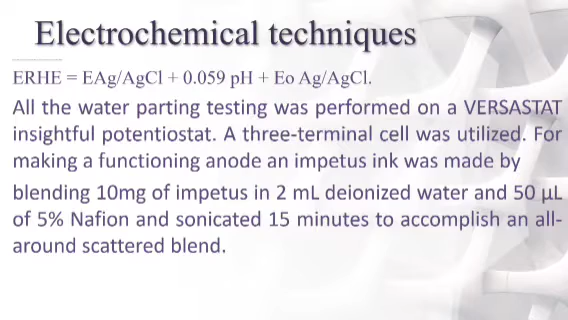 Electrochemical techniques
ERHE = EAg/AgCl + 0.059 pH + Eo Ag/AgCl.
All the water parting testing was performed on a VERSASTAT
insightful potentiostat. A three-terminal cell was utilized. For
making a functioning anode an impetus ink was made by
blending 10mg of impetus in 2 mL deionized water and 50 µL
of 5% Nafion and sonicated 15 minutes to accomplish an all-
around scattered blend.